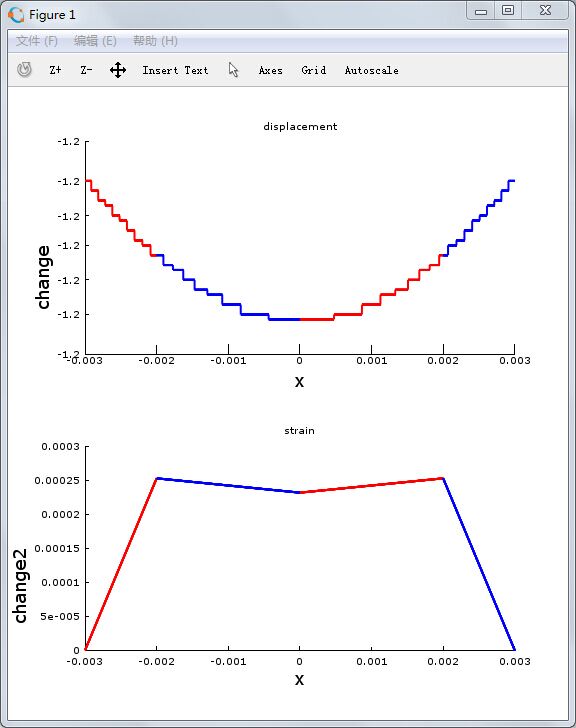 Figure 1
文件 (F) 编辑 (E) 帮助 (H)
Z+ Z- Insert Text Axes Grid Autoscale
displacement
-1.2
-1.2
-1.2
-1.2
-1.2
-1.2
-1.2
change
-0.003 -0.002 -0.001 0 0.001 0.002 0.003
X
strain
0.0003
0.00025
0.0002
0.00015
0.0001
5e-005
0
change2
-0.003 -0.002 -0.001 0 0.001 0.002 0.003
X